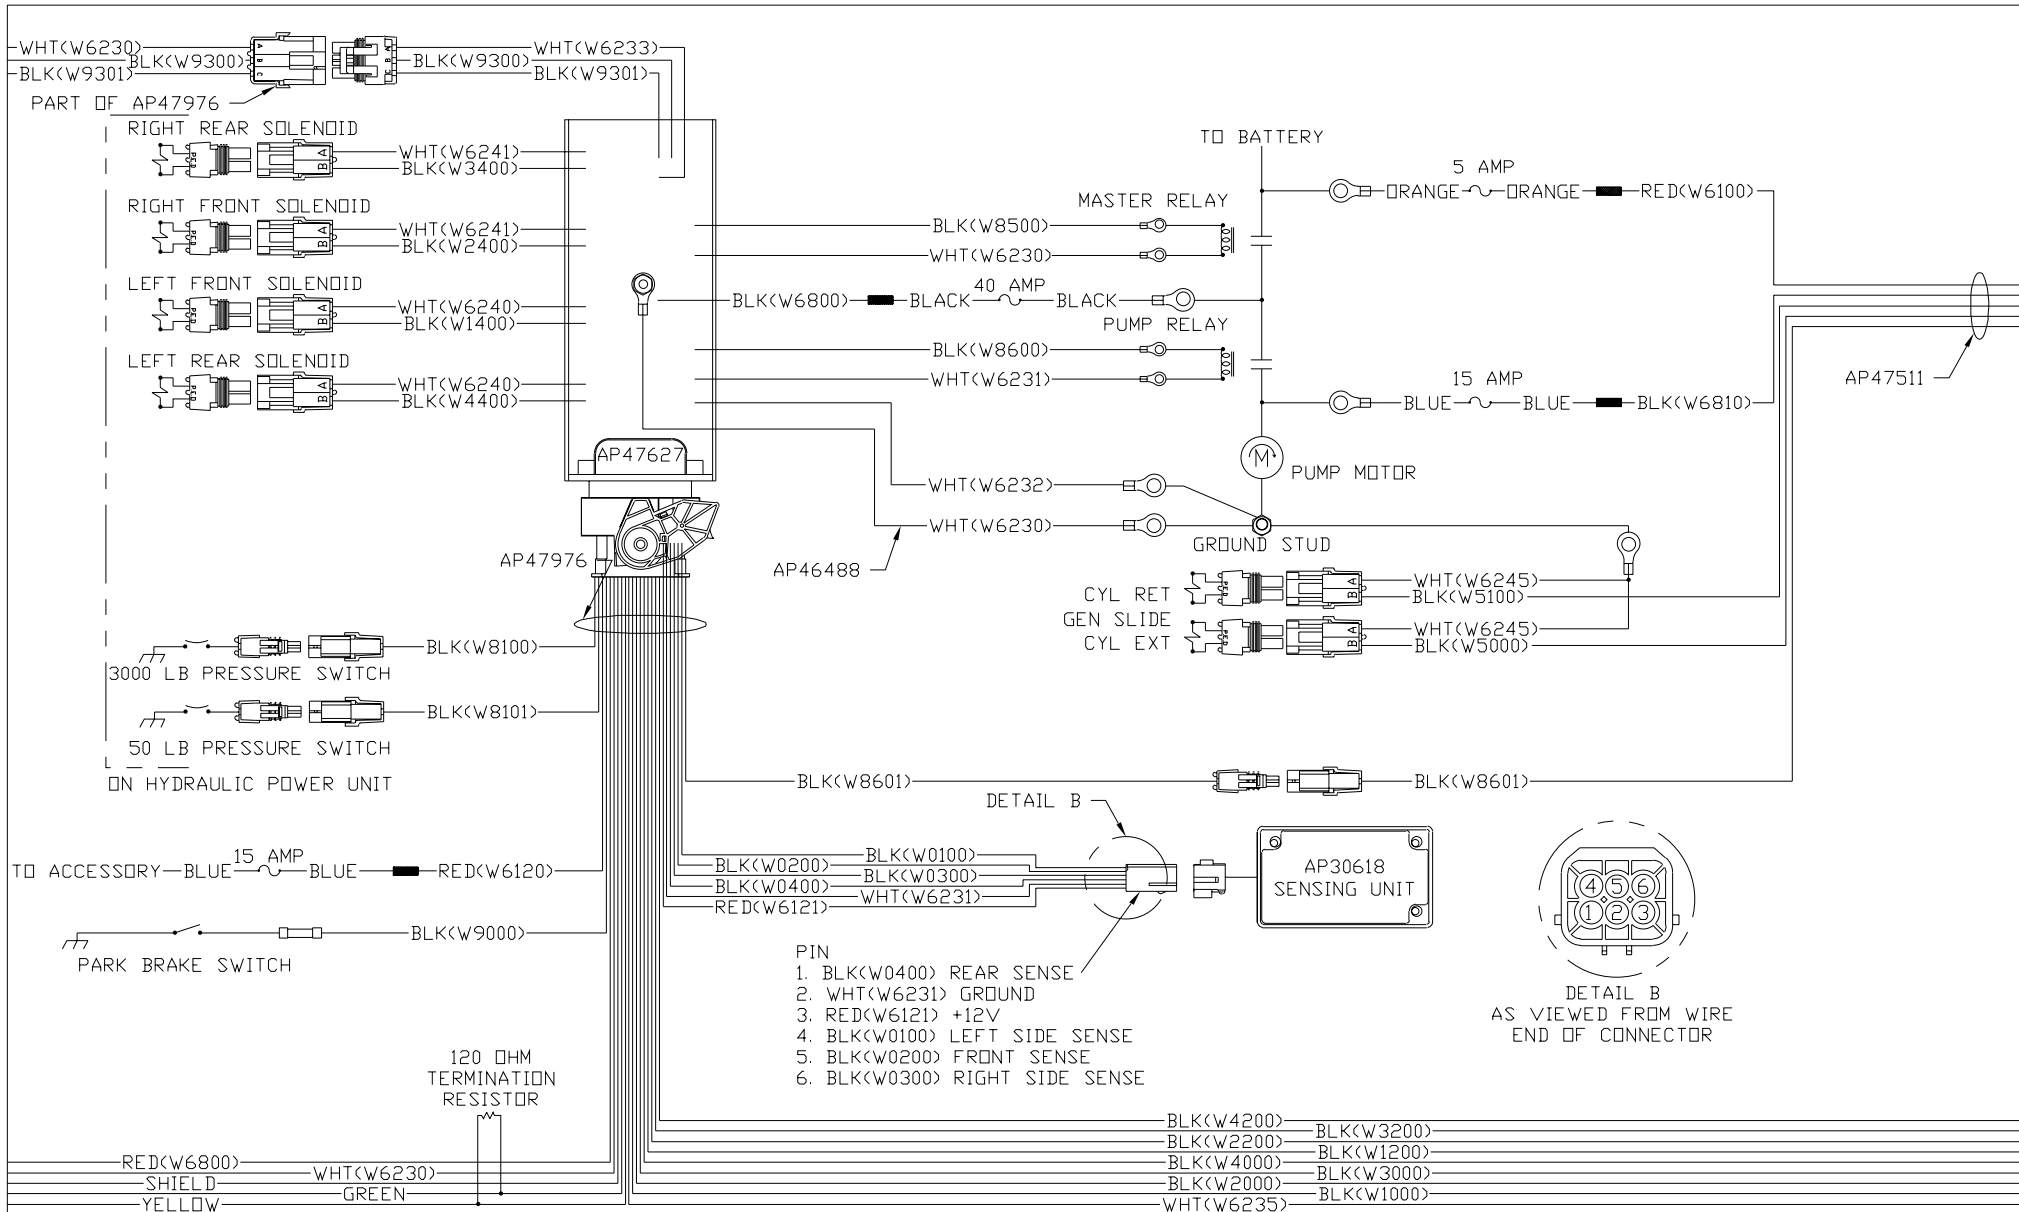 WHT(W6230)
BLK(W9300)
BLK(W9301)
A
B
C
A
B
C
WHT(W6233)
BLK(W9300)
BLK(W9301)
PART OF AP47976
RIGHT REAR SOLENOID
A
B
WHT(W6241)
BLK(W3400)
RIGHT FRONT SOLENOID
A
B
WHT(W6241)
BLK(W2400)
LEFT FRONT SOLENOID
A
B
WHT(W6240)
BLK(W1400)
LEFT REAR SOLENOID
A
B
WHT(W6240)
BLK(W4400)
AP47627
AP47976
BLK(W8100)
3000 LB PRESSURE SWITCH
BLK(W8101)
50 LB PRESSURE SWITCH
ON HYDRAULIC POWER UNIT
TO BATTERY
5 AMP
ORANGE
ORANGE
RED(W6100)
MASTER RELAY
BLK(W8500)
WHT(W6230)
40 AMP
BLK(W6800)
BLACK
BLACK
PUMP RELAY
BLK(W8600)
WHT(W6231)
15 AMP
BLUE
BLUE
BLK(W6810)
AP47511
M
PUMP MOTOR
WHT(W6232)
WHT(W6230)
GROUND STUD
AP46488
CYL RET
GEN SLIDE
CYL EXT
A
B
WHT(W6245)
BLK(W5100)
A
B
WHT(W6245)
BLK(W5000)
BLK(W8601)
BLK(W8601)
DETAIL B
TO ACCESSORY
BLUE
15 AMP
BLUE
RED(W6120)
BLK(W9000)
PARK BRAKE SWITCH
BLK(W0100)
BLK(W0200)
BLK(W0300)
BLK(W0400)
WHT(W6231)
RED(W6121)
AP30618
SENSING UNIT
4 5 6
1 2 3
DETAIL B
AS VIEWED FROM WIRE
END OF CONNECTOR
PIN
1. BLK(W0400) REAR SENSE
2. WHT(W6231) GROUND
3. RED(W6121) +12V
4. BLK(W0100) LEFT SIDE SENSE
5. BLK(W0200) FRONT SENSE
6. BLK(W0300) RIGHT SIDE SENSE
120 OHM
TERMINATION
RESISTOR
RED(W6800)
WHT(W6230)
SHIELD
GREEN
YELLOW
BLK(W4200)
BLK(W3200)
BLK(W2200)
BLK(W1200)
BLK(W4000)
BLK(W3000)
BLK(W2000)
BLK(W1000)
WHT(W6235)